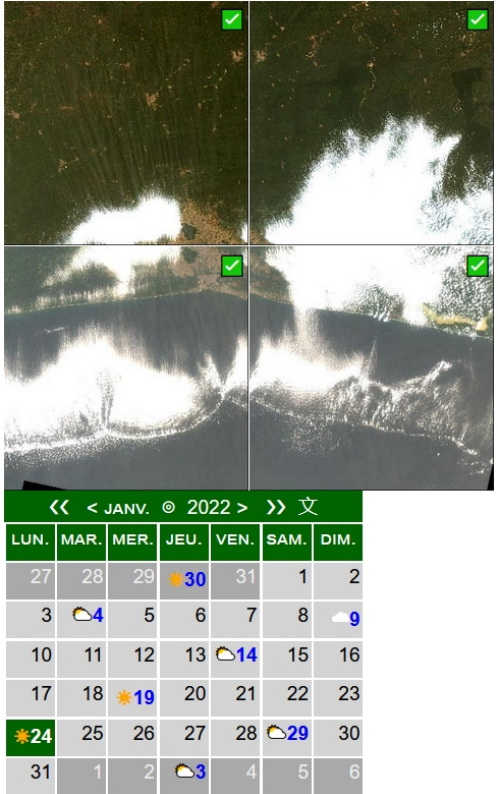 ❮❮ < JANV. ◎ 2022 > ❯❯ 文
LUN. MAR. MER. JEU. VEN. SAM. DIM.
27 28 29 30 31 1 2
3 4 5 6 7 8 9
10 11 12 13 14 15 16
17 18 19 20 21 22 23
24 25 26 27 28 29 30
31 1 2 3 4 5 6